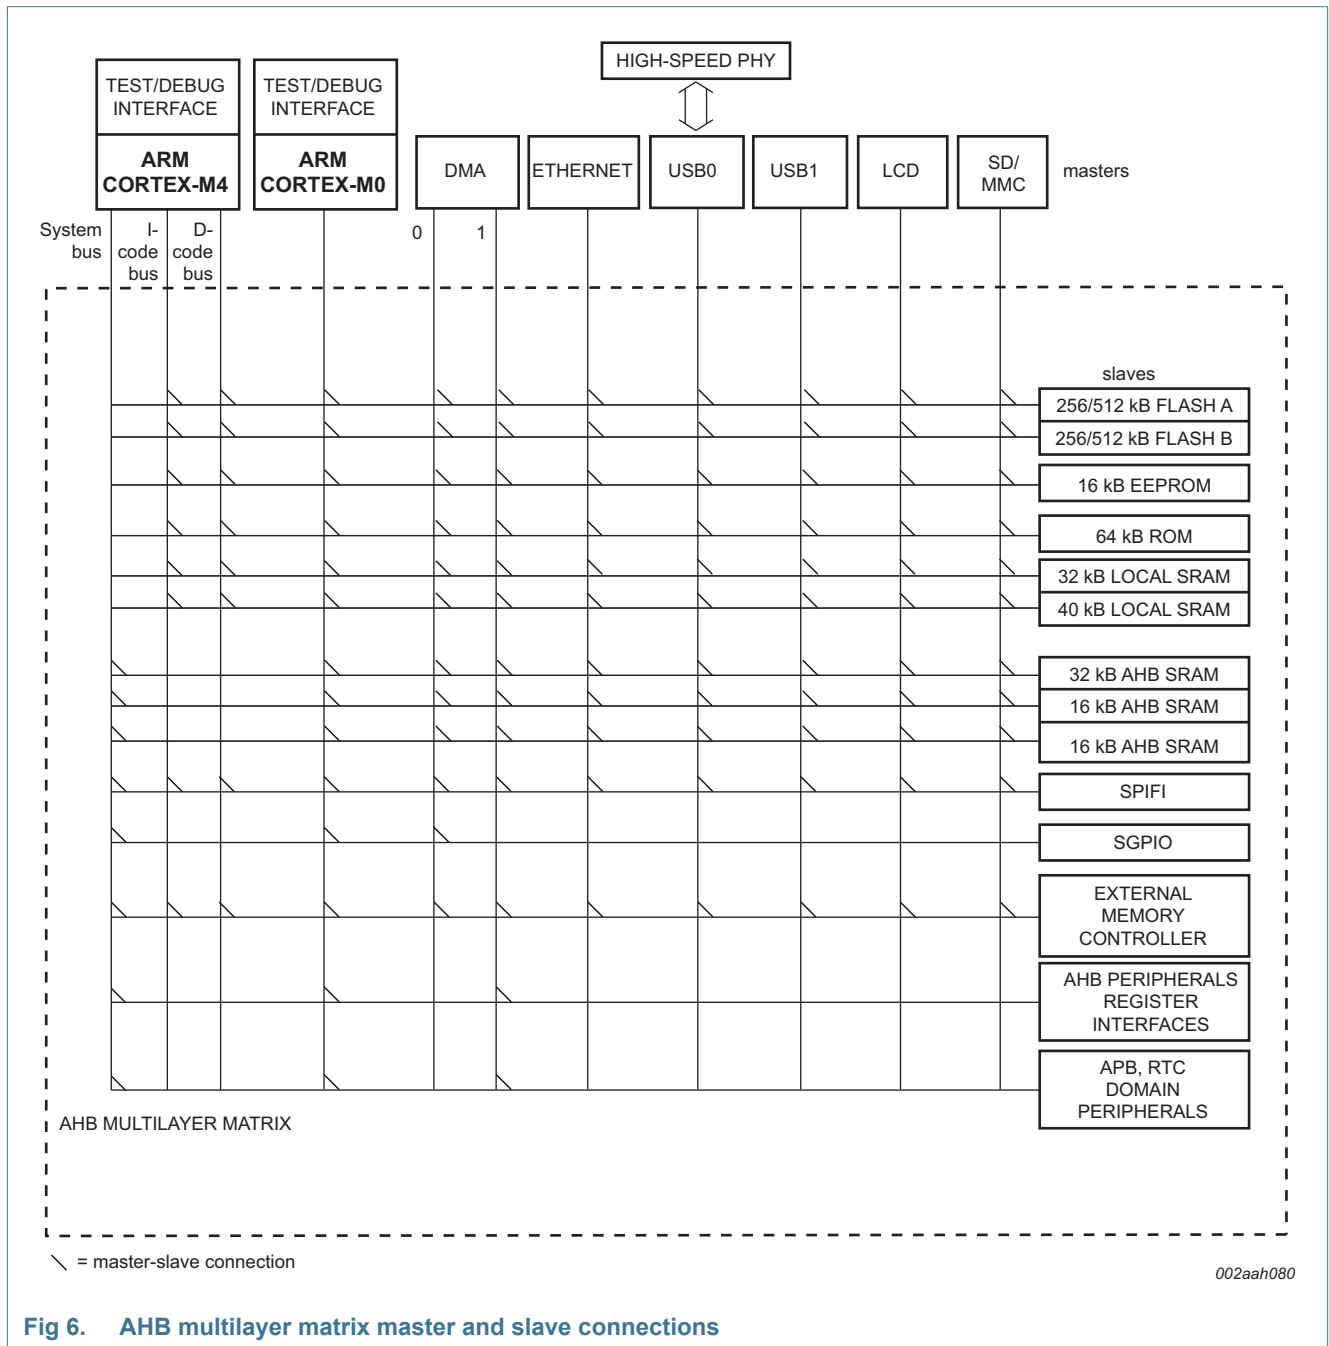 HIGH-SPEED PHY
TEST/DEBUG
INTERFACE
TEST/DEBUG
INTERFACE
ARM
CORTEX-M4
ARM
CORTEX-M0
DMA
ETHERNET
USB0
USB1
LCD
SD/
MMC
masters
System
bus
I-
code
bus
D-
code
bus
0
1
slaves
256/512 kB FLASH A
256/512 kB FLASH B
16 kB EEPROM
64 kB ROM
32 kB LOCAL SRAM
40 kB LOCAL SRAM
32 kB AHB SRAM
16 kB AHB SRAM
16 kB AHB SRAM
SPIFI
SGPIO
EXTERNAL
MEMORY
CONTROLLER
AHB PERIPHERALS
REGISTER
INTERFACES
APB, RTC
DOMAIN
PERIPHERALS
AHB MULTILAYER MATRIX
= master-slave connection
002aah080
Fig 6. AHB multilayer matrix master and slave connections